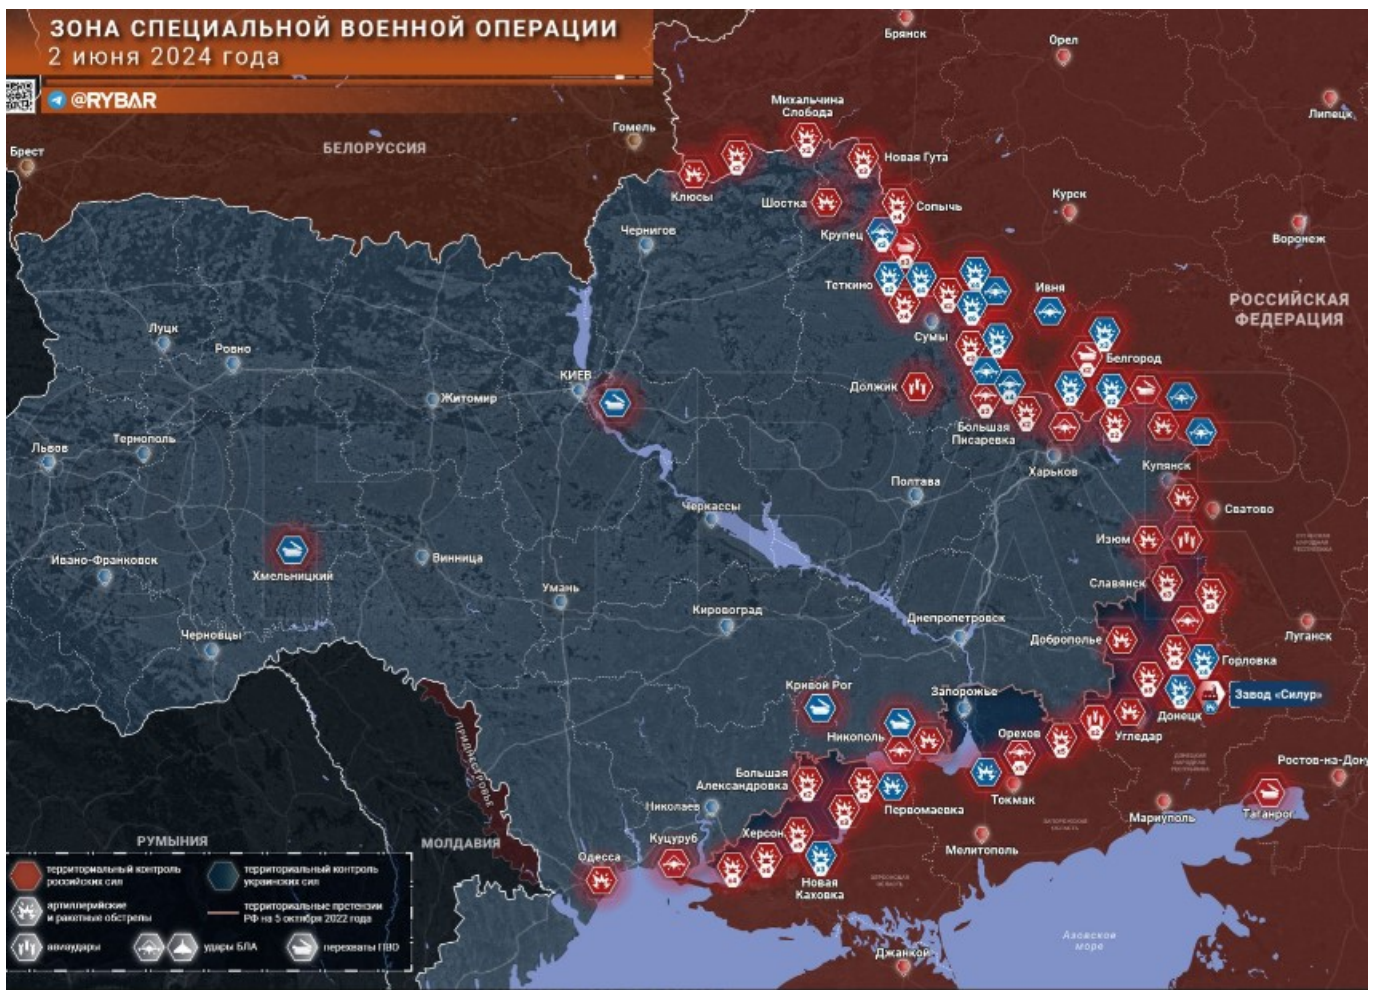 ЗОНА СПЕЦИАЛЬНОЙ ВОЕННОЙ ОПЕРАЦИИ
2 июня 2024 года
@RYBAR
Брянск
Орел
Липецк
Михальчина
Слобода
Гомель
БЕЛОРУССИЯ
Брест
Новая Гута
Клюсы
Шостка
Сопычь
Курск
Воронеж
Чернигов
Крупец
Теткино
Ивня
РОССИЙСКАЯ
ФЕДЕРАЦИЯ
Луцк
Ровно
Сумы
Белгород
КИЕВ
Житомир
Должик
Большая
Писаревка
Львов
Тернополь
Харьков
Купянск
Полтава
Черкассы
Сватово
Ивано-Франковск
Хмельницкий
Винница
Изюм
Умань
Славянск
Кировоград
Днепропетровск
Черновцы
Доброполье
Луганск
Горловка
Кривой Рог
Запорожье
Завод «Силур»
Донецк
Никополь
Орехов
Угледар
ПРИДНЕСТРОВЬЕ
Ростов-на-Дону
Большая
Александровка
Николаев
Первомаевка
Токмак
Мариуполь
Таганрог
РУМЫНИЯ
МОЛДАВИЯ
Куцуруб
Херсон
Мелитополь
Одесса
Новая
Каховка
территориальный контроль
российских сил
территориальный контроль
украинских сил
артиллерийские
и ракетные обстрелы
территориальные претензии
РФ на 5 октября 2022 года
авиаудары
удары БЛА
перехваты ПВО
Азовское
море
Джанкой